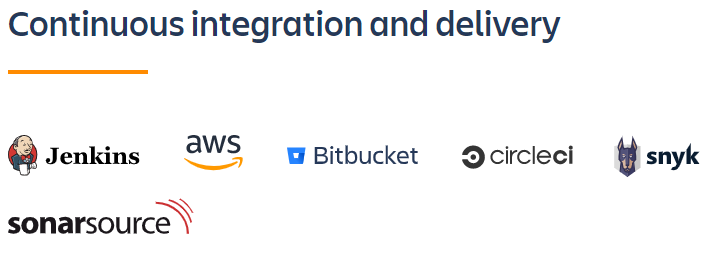 Continuous integration and delivery
Jenkins aws Bitbucket circleci snyk
sonarsource